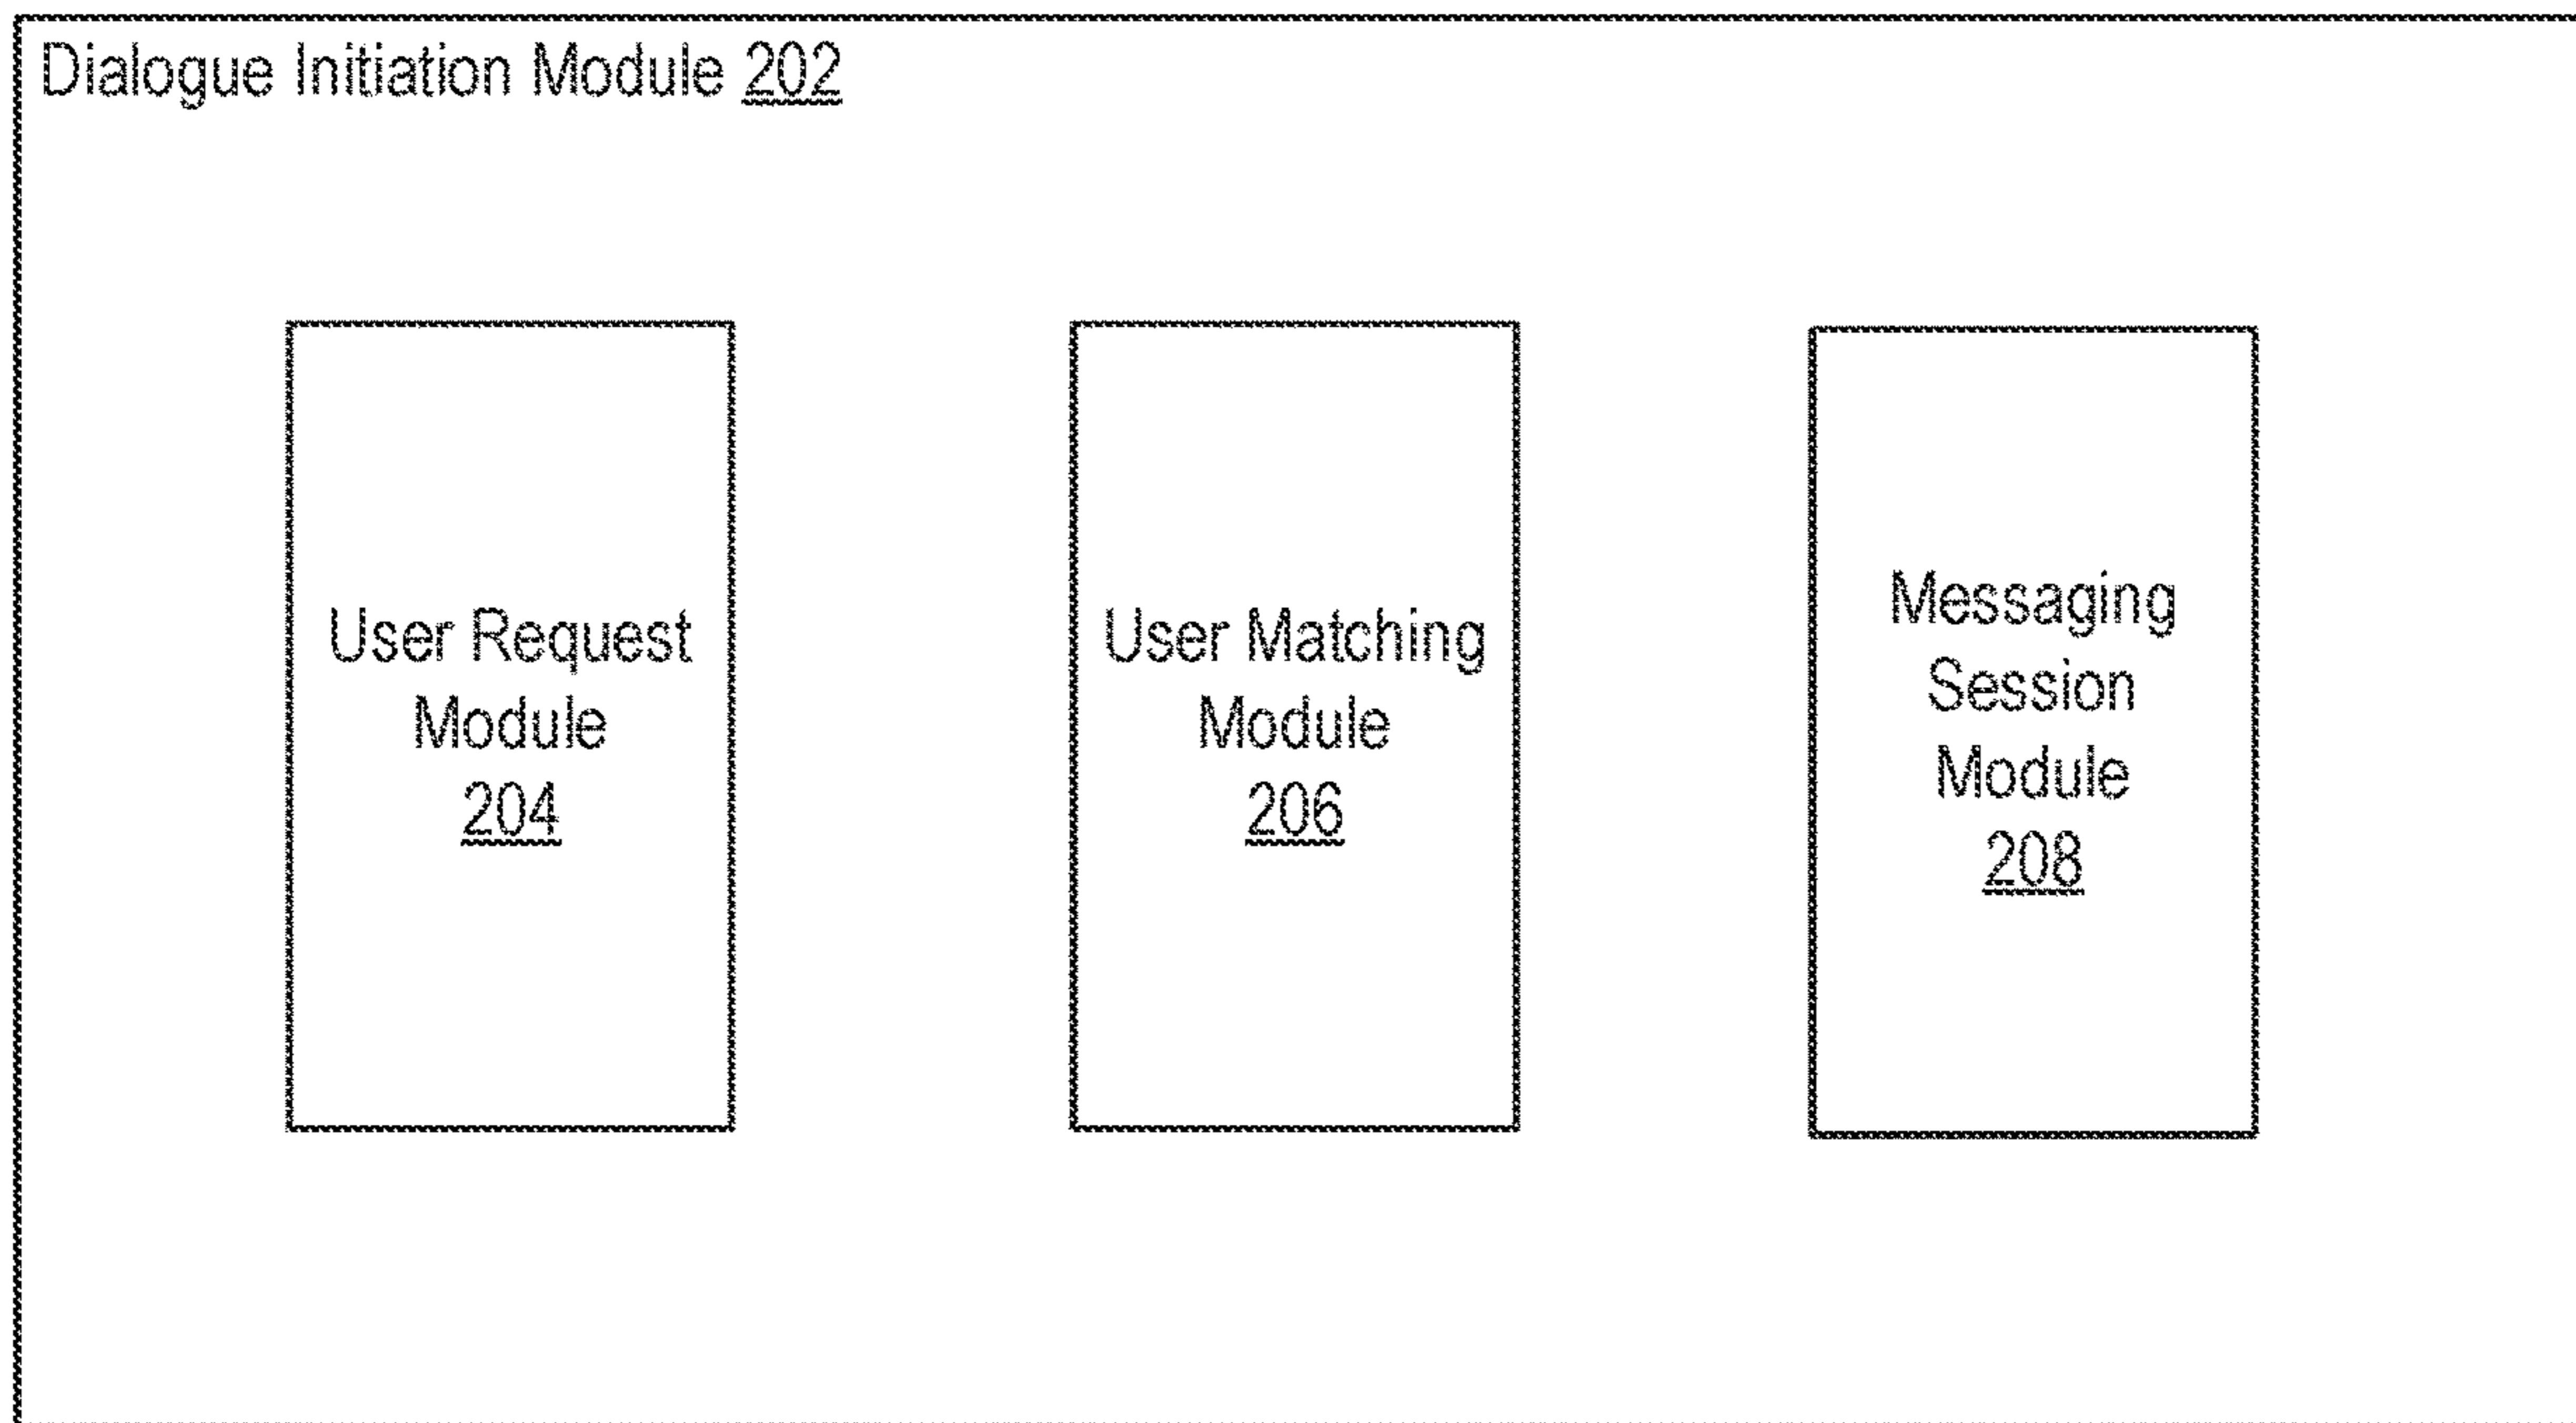 Dialogue Initiation Module 202
User Request
Module
204
User Matching
Module
206
Messaging
Session
Module
208